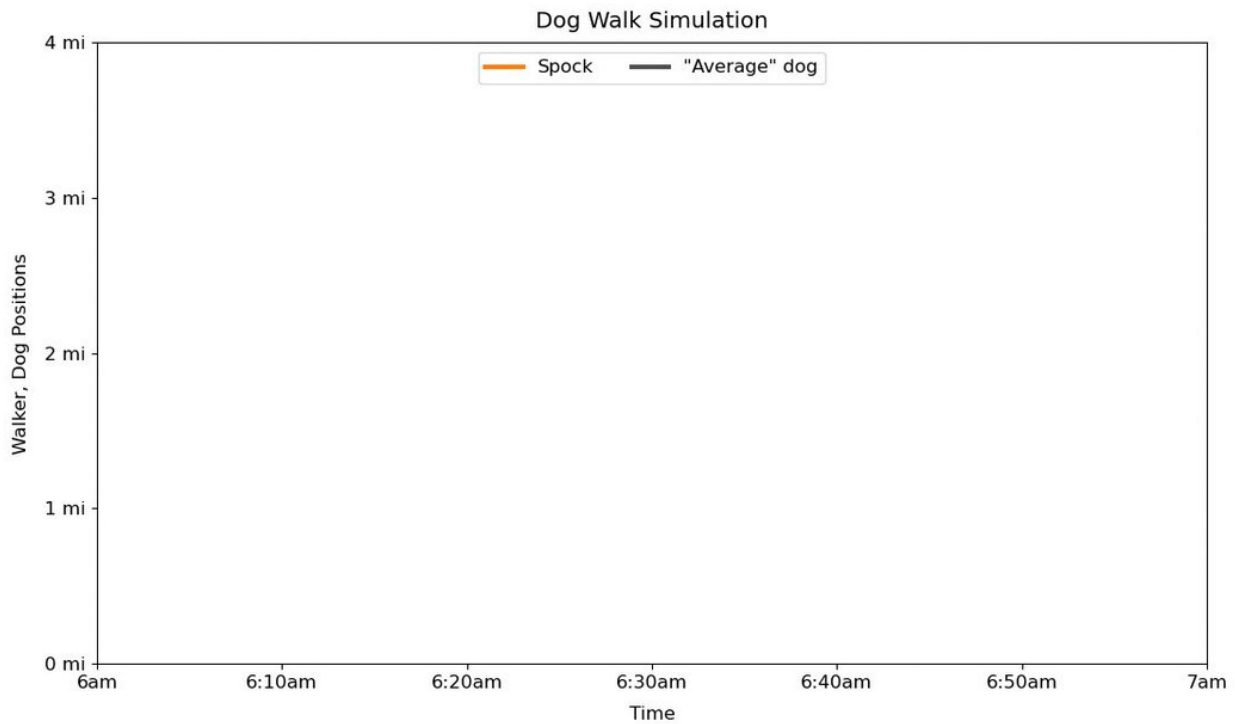 Dog Walk Simulation
4 mi
Spock
"Average" dog
3 mi
2 mi
1 mi
0 mi
Walker, Dog Positions
6am
6:10am
6:20am
6:30am
6:40am
6:50am
7am
Time